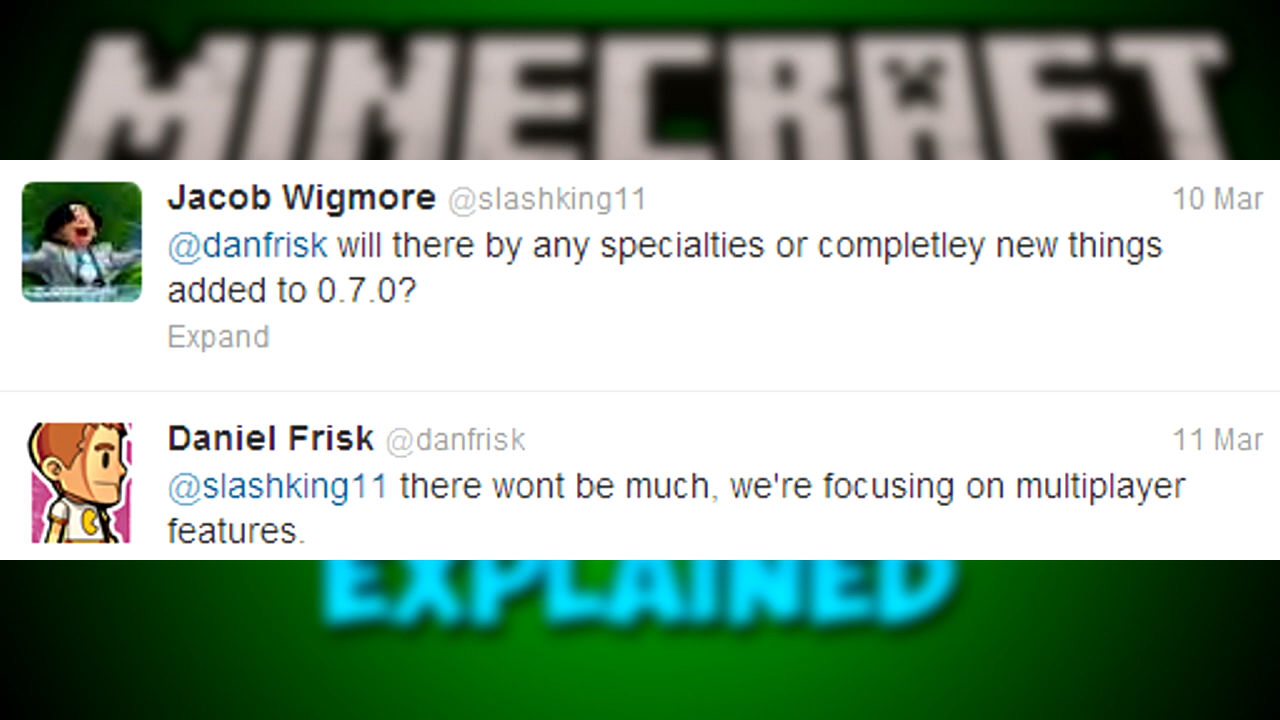 MINECRAFT
Jacob Wigmore @slashking11 10 Mar
@danfrisk will there by any specialties or completley new things
added to 0.7.0?
Expand
Daniel Frisk @danfrisk 11 Mar
@slashking11 there wont be much, we're focusing on multiplayer
features.
EXPLAINED